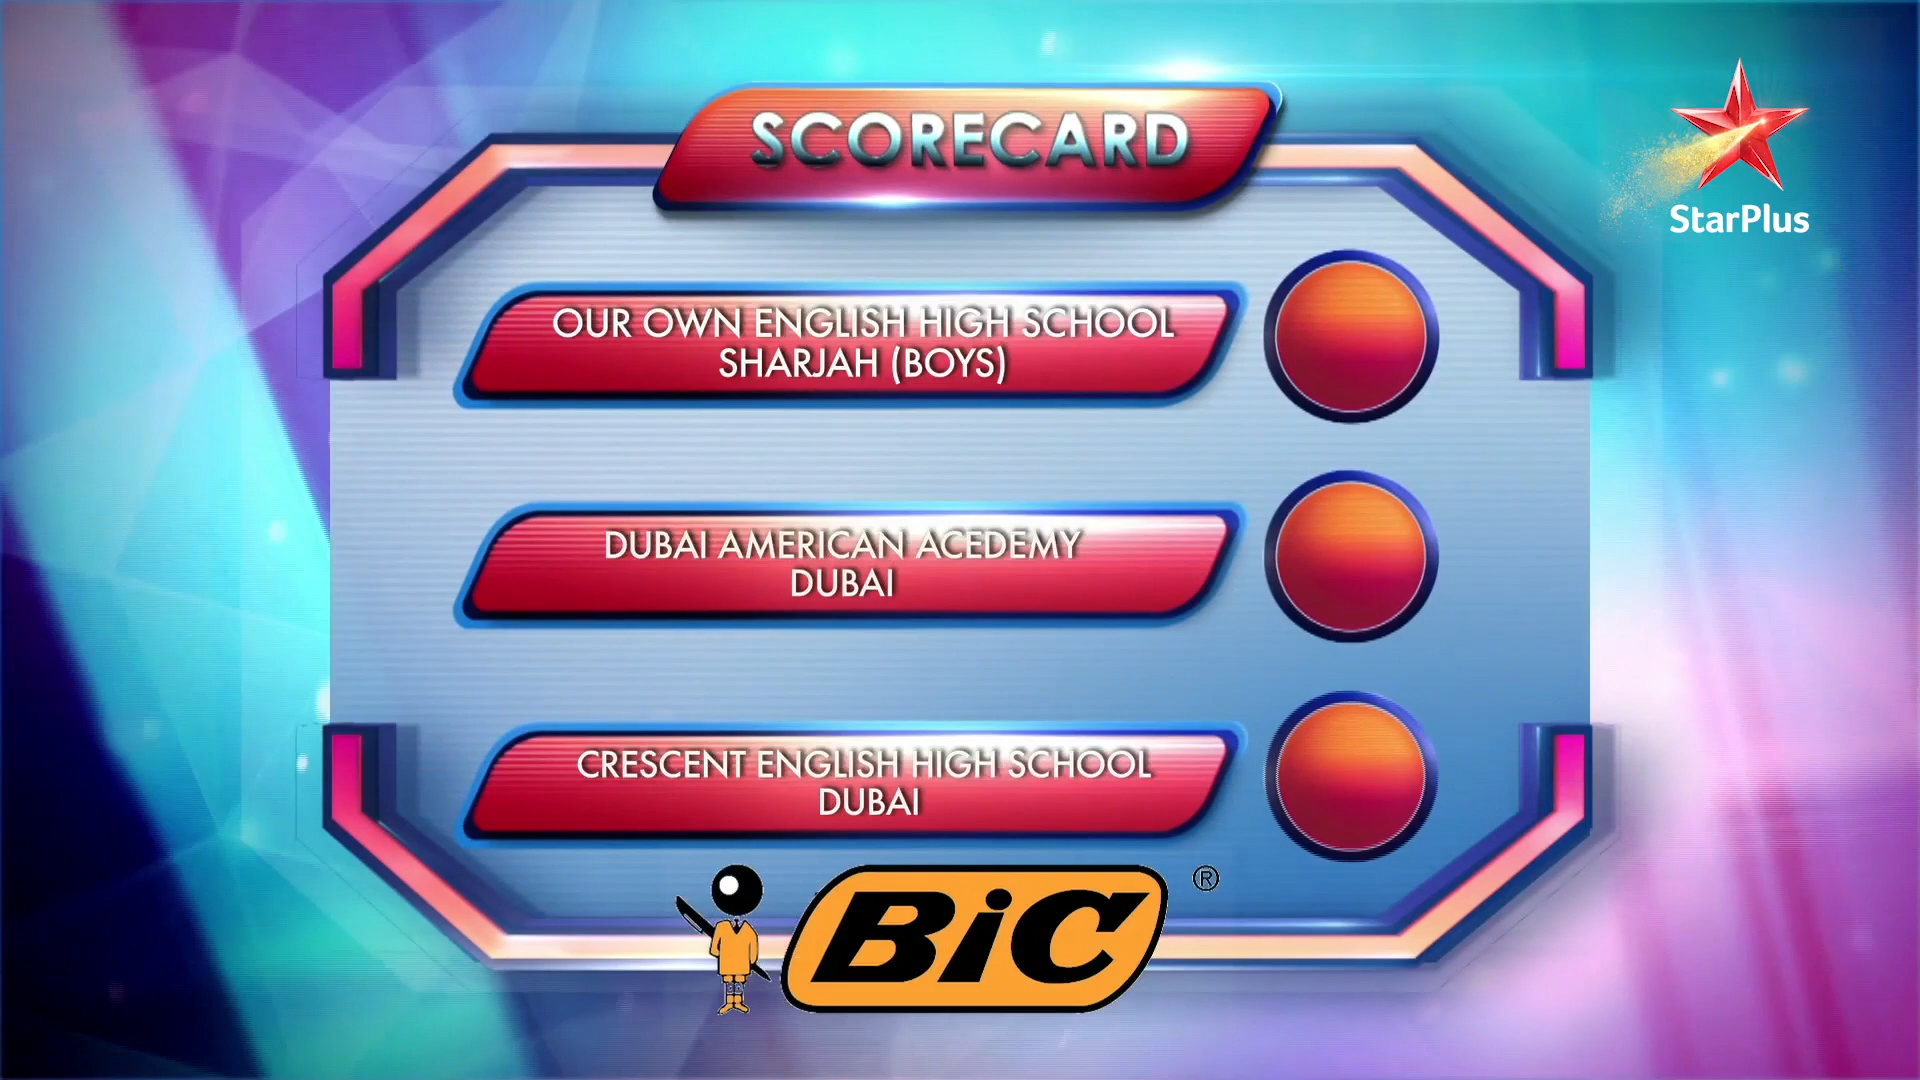 SCORECARD
StarPlus
OUR OWN ENGLISH HIGH SCHOOL
SHARJAH (BOYS)
DUBAI AMERICAN ACEDEMY
DUBAI
CRESCENT ENGLISH HIGH SCHOOL
DUBAI
BiC ®